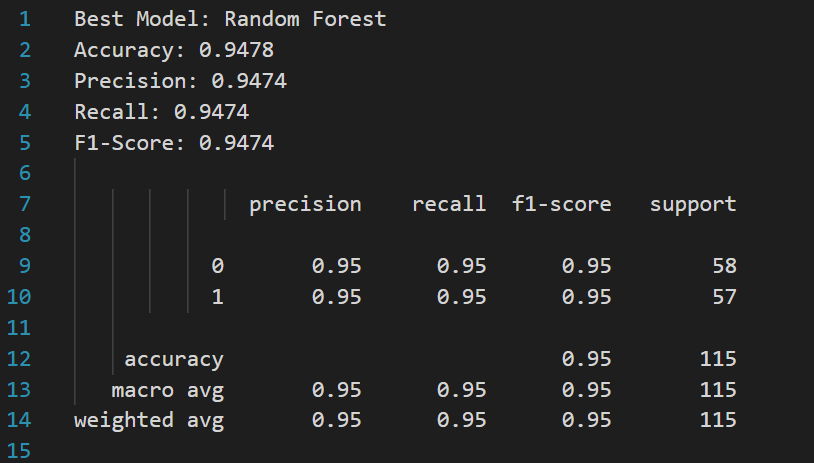 1 Best Model: Random Forest
2 Accuracy: 0.9478
3 Precision: 0.9474
4 Recall: 0.9474
5 F1-Score: 0.9474
6
7 precision recall f1-score support
8
9 0 0.95 0.95 0.95 58
10 1 0.95 0.95 0.95 57
11
12 accuracy 0.95 115
13 macro avg 0.95 0.95 0.95 115
14 weighted avg 0.95 0.95 0.95 115
15